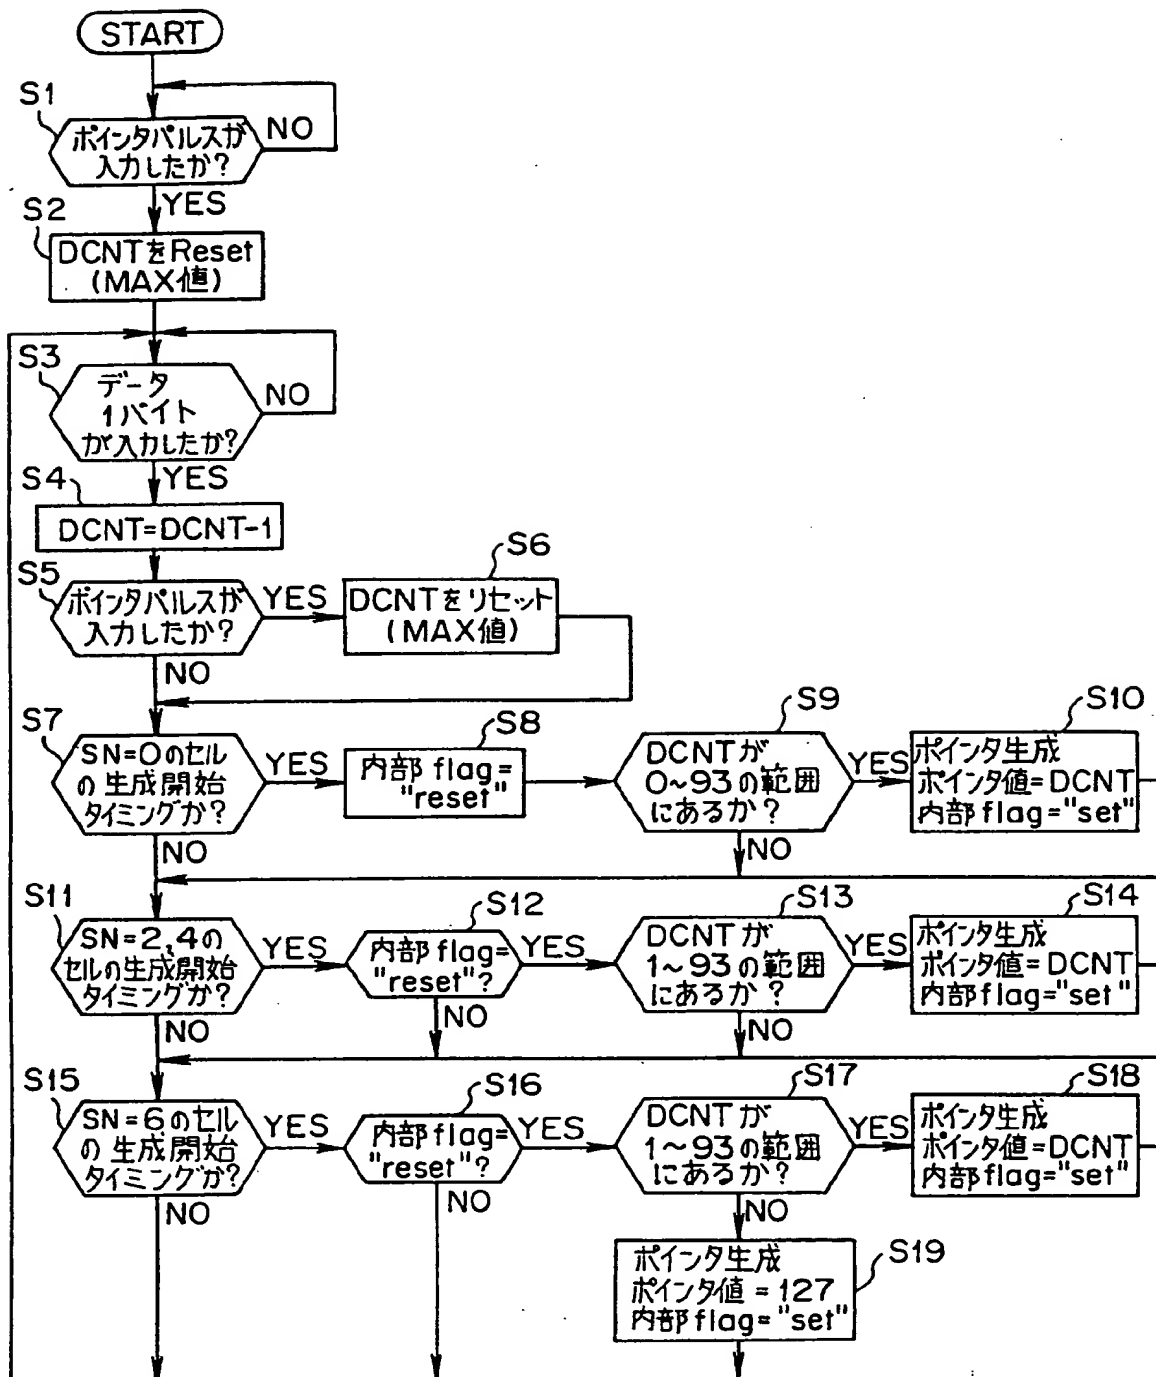 START
S1
ポインタパルスが
入力したか?
NO
YES
S2
DCNTをReset
(MAX値)
S3
データ
1バイト
が入力したか?
NO
YES
S4
DCNT=DCNT-1
S5
ポインタパルスが
入力したか?
YES
NO
S6
DCNTをリセット
(MAX値)
S7
SN=0のセル
の生成開始
タイミングか?
YES
NO
S8
内部flag=
"reset"
S9
DCNTが
0~93の範囲
にあるか?
YES
NO
S10
ポインタ生成
ポインタ値=DCNT
内部flag="set"
S11
SN=2,4の
セルの生成開始
タイミングか?
YES
NO
S12
内部flag=
"reset"?
YES
NO
S13
DCNTが
1~93の範囲
にあるか?
YES
NO
S14
ポインタ生成
ポインタ値=DCNT
内部flag="set"
S15
SN=6のセル
の生成開始
タイミングか?
YES
NO
S16
内部flag=
"reset"?
YES
NO
S17
DCNTが
1~93の範囲
にあるか?
YES
NO
S18
ポインタ生成
ポインタ値=DCNT
内部flag="set"
S19
ポインタ生成
ポインタ値=127
内部flag="set"